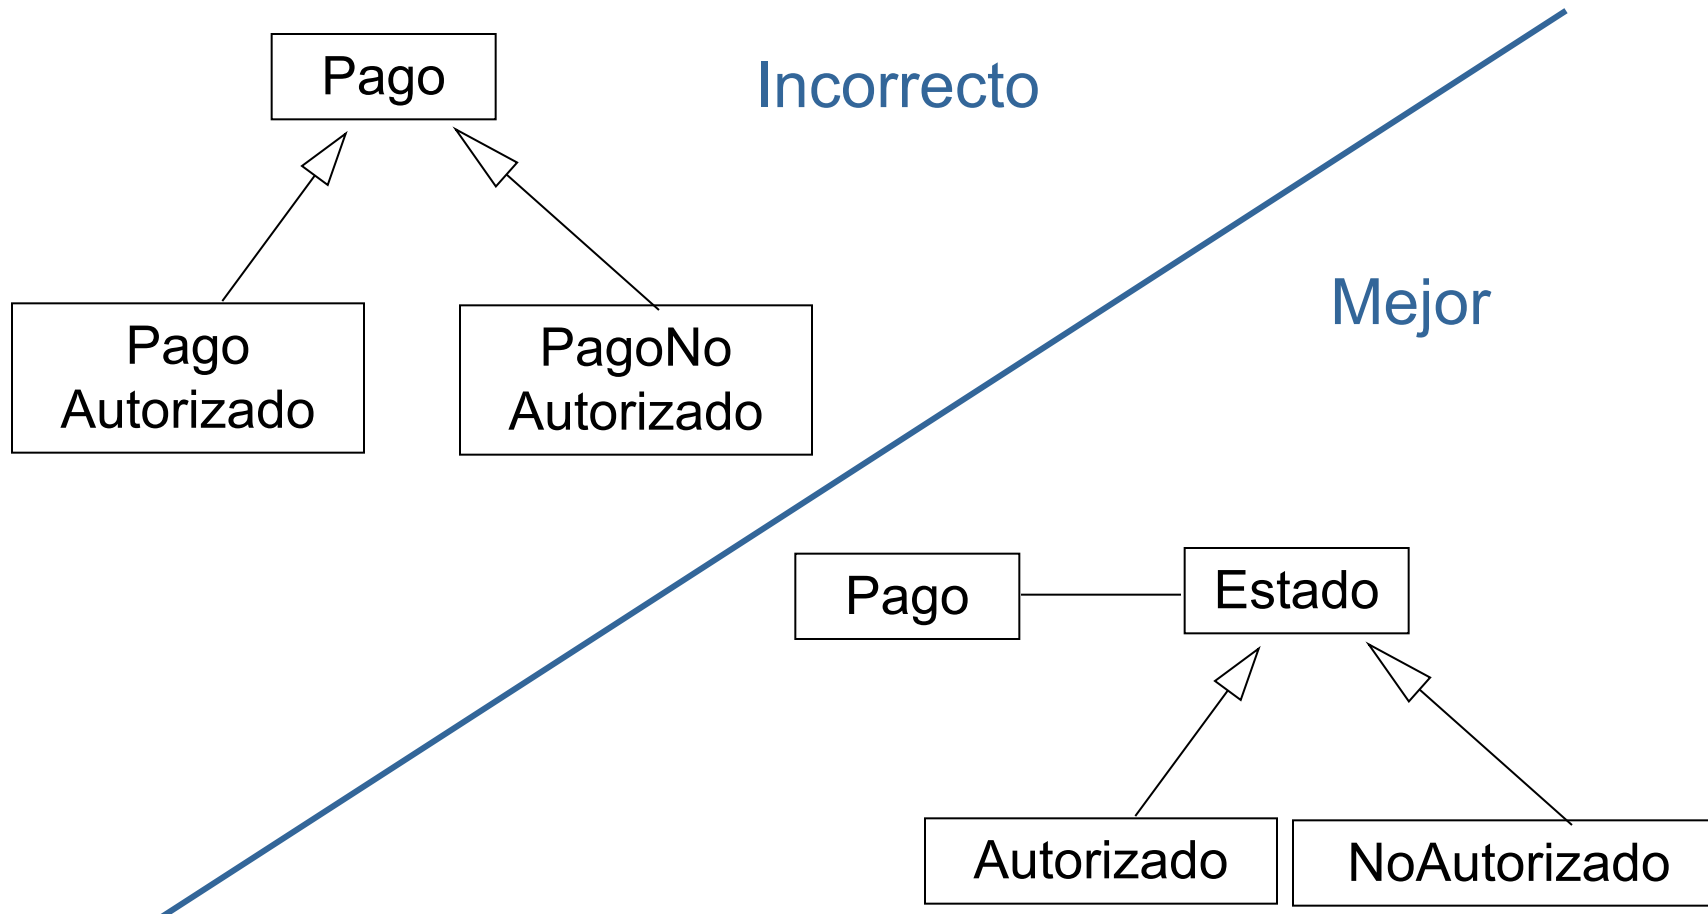 Pago
Incorrecto
Pago
Autorizado
PagoNo
Autorizado
Mejor
Pago
Estado
Autorizado
NoAutorizado